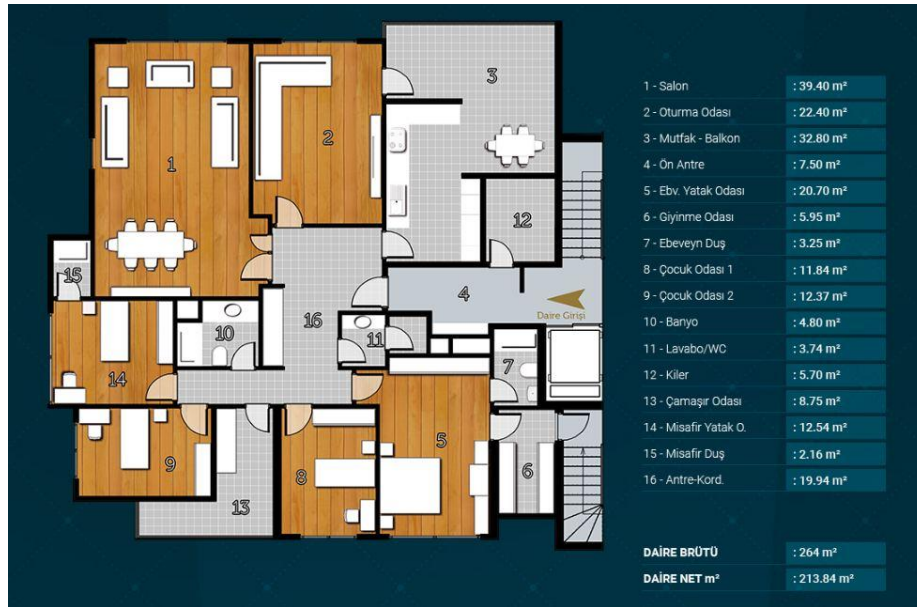 1
2
3
12
15
16
4
Daire Girişi
10
11
7
14
5
9
8
6
13
1 - Salon : 39.40 m²
2 - Oturma Odası : 22.40 m²
3 - Mutfak - Balkon : 32.80 m²
4 - Ön Antre : 7.50 m²
5 - Ebv. Yatak Odası : 20.70 m²
6 - Giyinme Odası : 5.95 m²
7 - Ebeveyn Duş : 3.25 m²
8 - Çocuk Odası 1 : 11.84 m²
9 - Çocuk Odası 2 : 12.37 m²
10 - Banyo : 4.80 m²
11 - Lavabo/WC : 3.74 m²
12 - Kiler : 5.70 m²
13 - Çamaşır Odası : 8.75 m²
14 - Misafir Yatak O. : 12.54 m²
15 - Misafir Duş : 2.16 m²
16 - Antre-Kord. : 19.94 m²
DAİRE BRÜTÜ : 264 m²
DAİRE NET m² : 213.84 m²